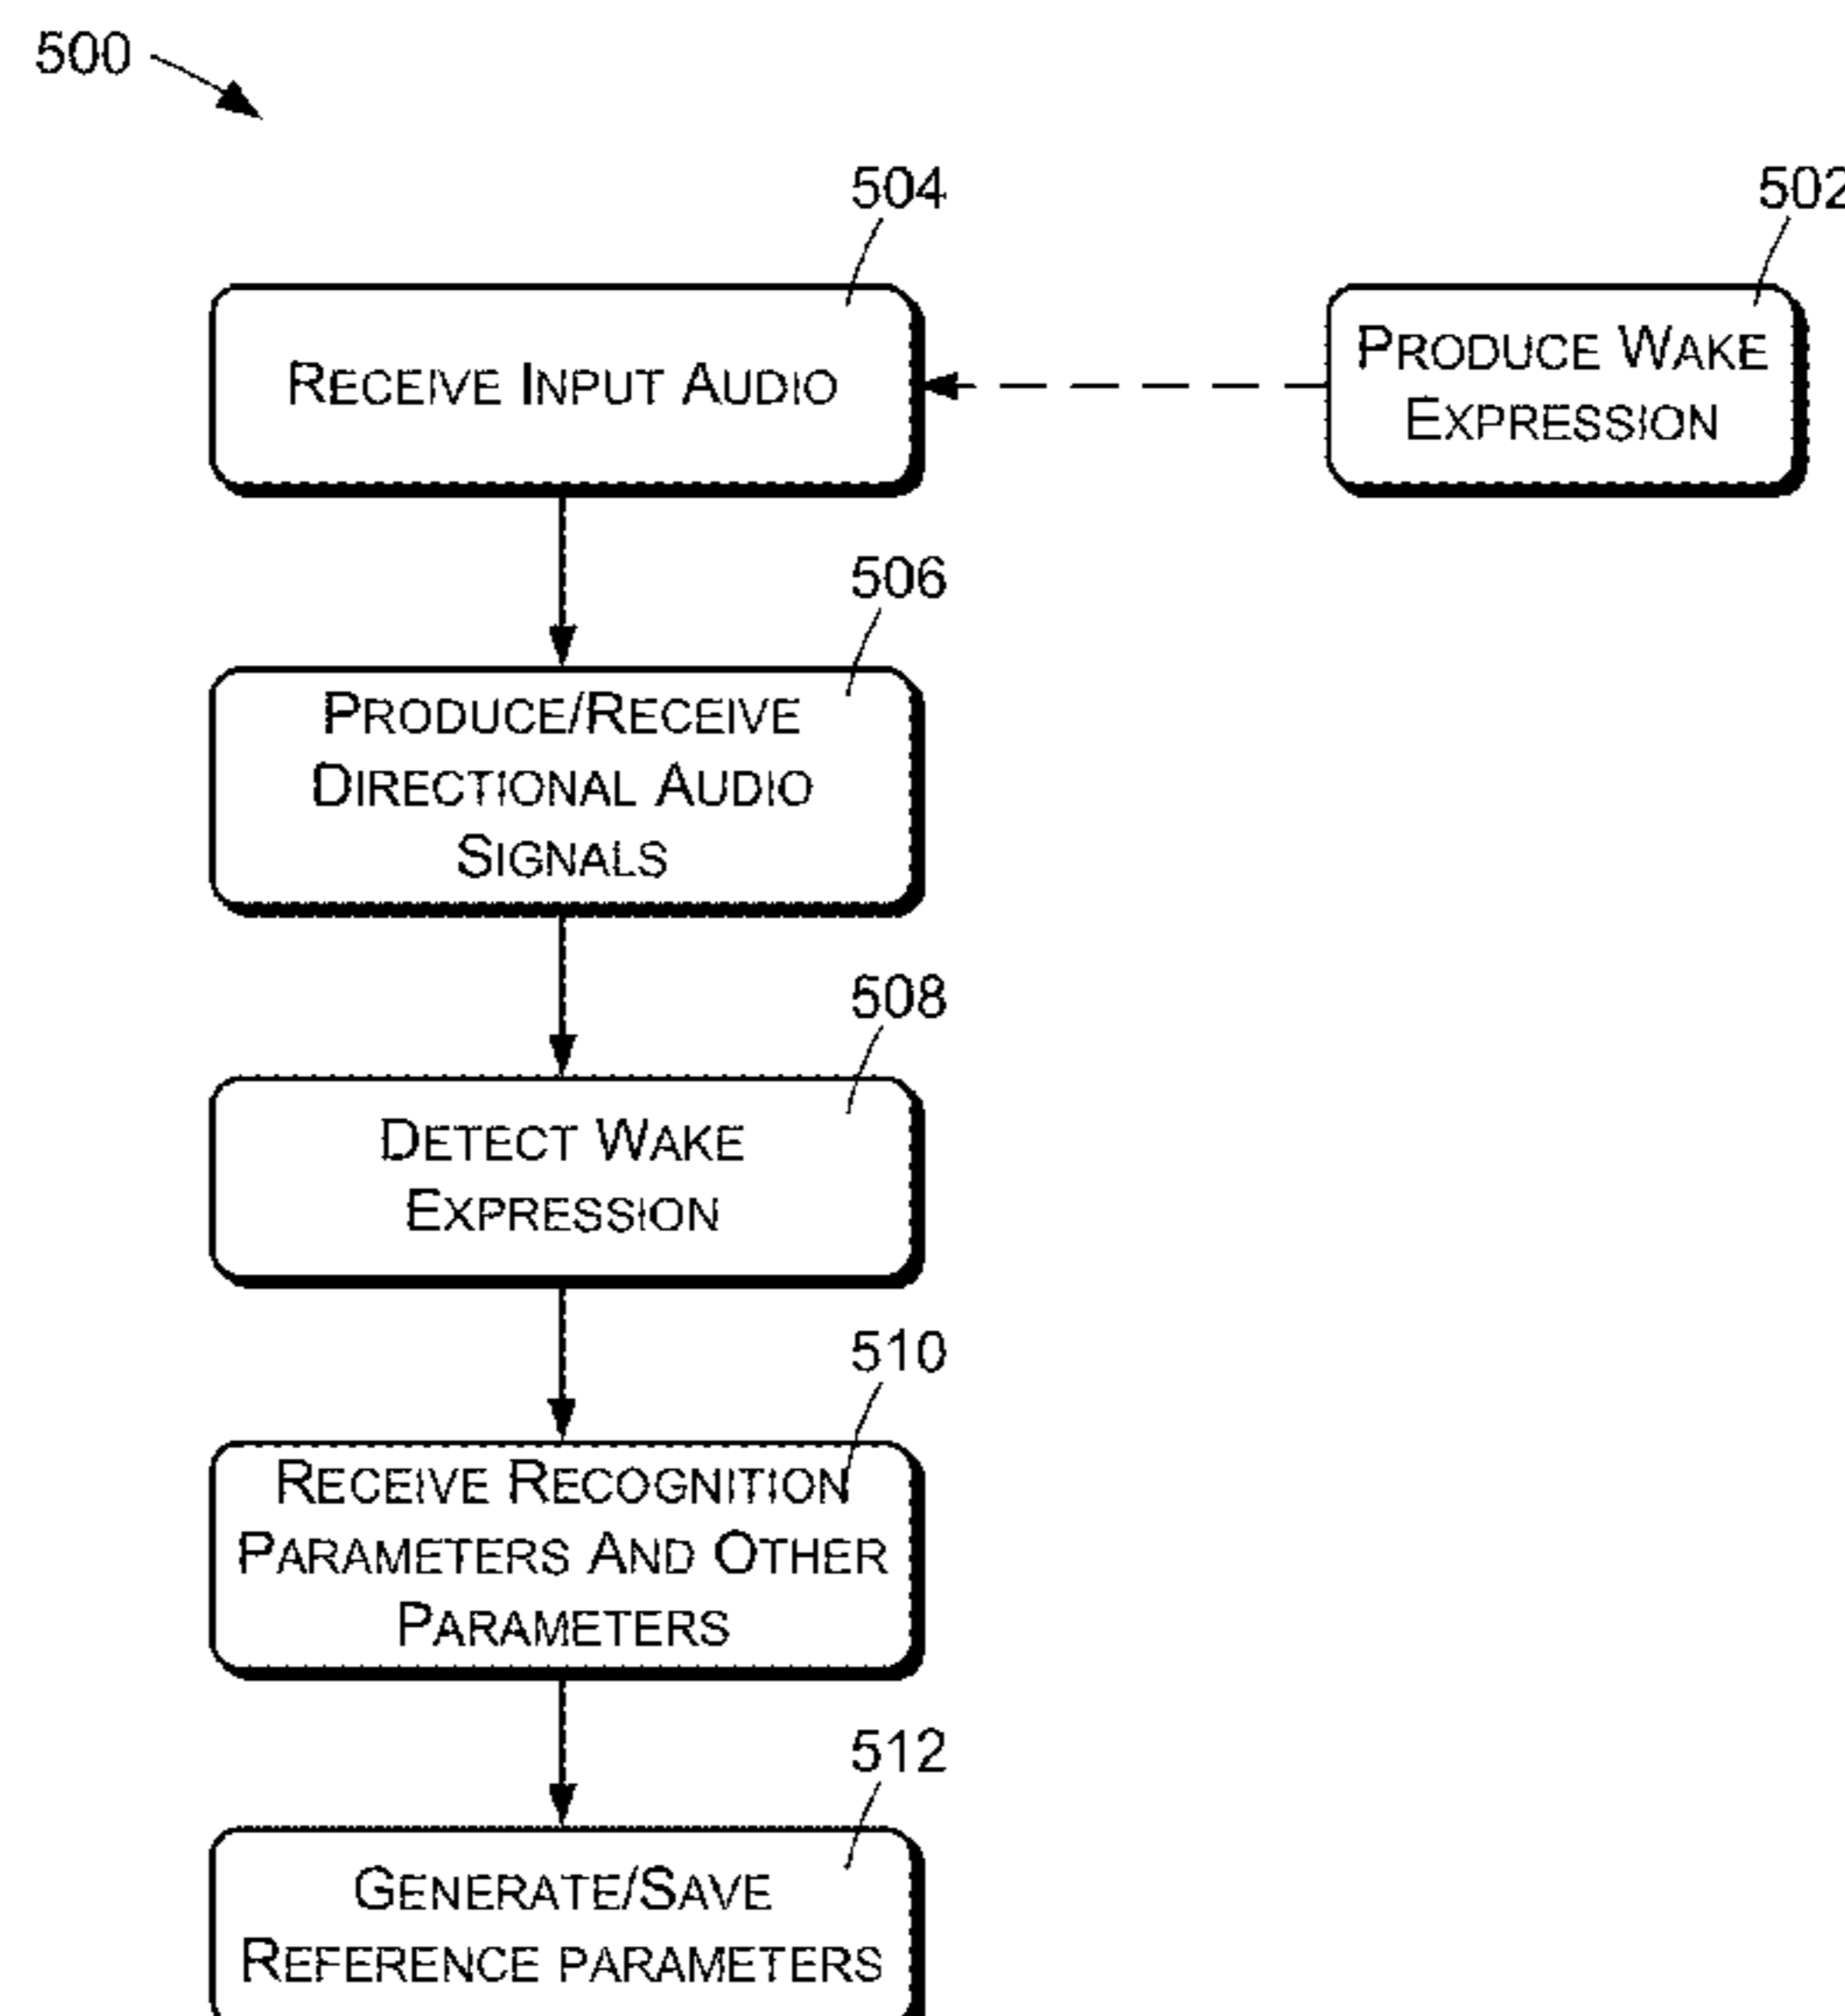 500
504
502
RECEIVE INPUT AUDIO
PRODUCE WAKE
EXPRESSION
506
PRODUCE/RECEIVE
DIRECTIONAL AUDIO
SIGNALS
508
DETECT WAKE
EXPRESSION
510
RECEIVE RECOGNITION
PARAMETERS AND OTHER
PARAMETERS
512
GENERATE/SAVE
REFERENCE PARAMETERS